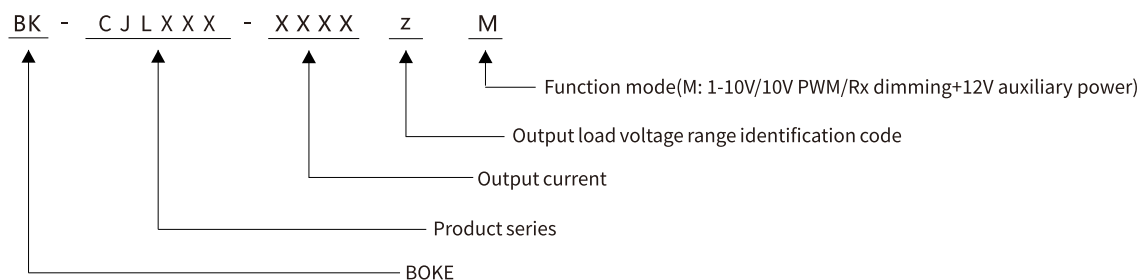 BK - CJLXXX - XXXX z M
Function mode(M: 1-10V/10V PWM/Rx dimming+12V auxiliary power)
Output load voltage range identification code
Output current
Product series
BOKE